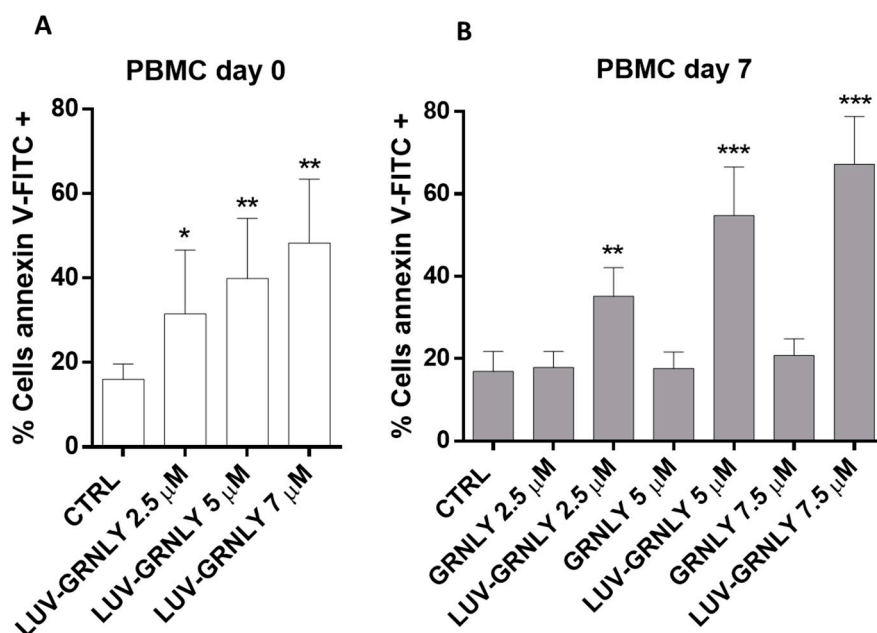 A
PBMC day 0
% Cells annexin V-FITC +
80
60
40
20
0
*
**
**
CTRL
LUV-GRNLY 2.5 µM
LUV-GRNLY 5 µM
LUV-GRNLY 7 µM
B
PBMC day 7
% Cells annexin V-FITC +
80
60
40
20
0
**
***
***
CTRL
GRNLY 2.5 µM
LUV-GRNLY 2.5 µM
GRNLY 5 µM
LUV-GRNLY 5 µM
GRNLY 7.5 µM
LUV-GRNLY 7.5 µM